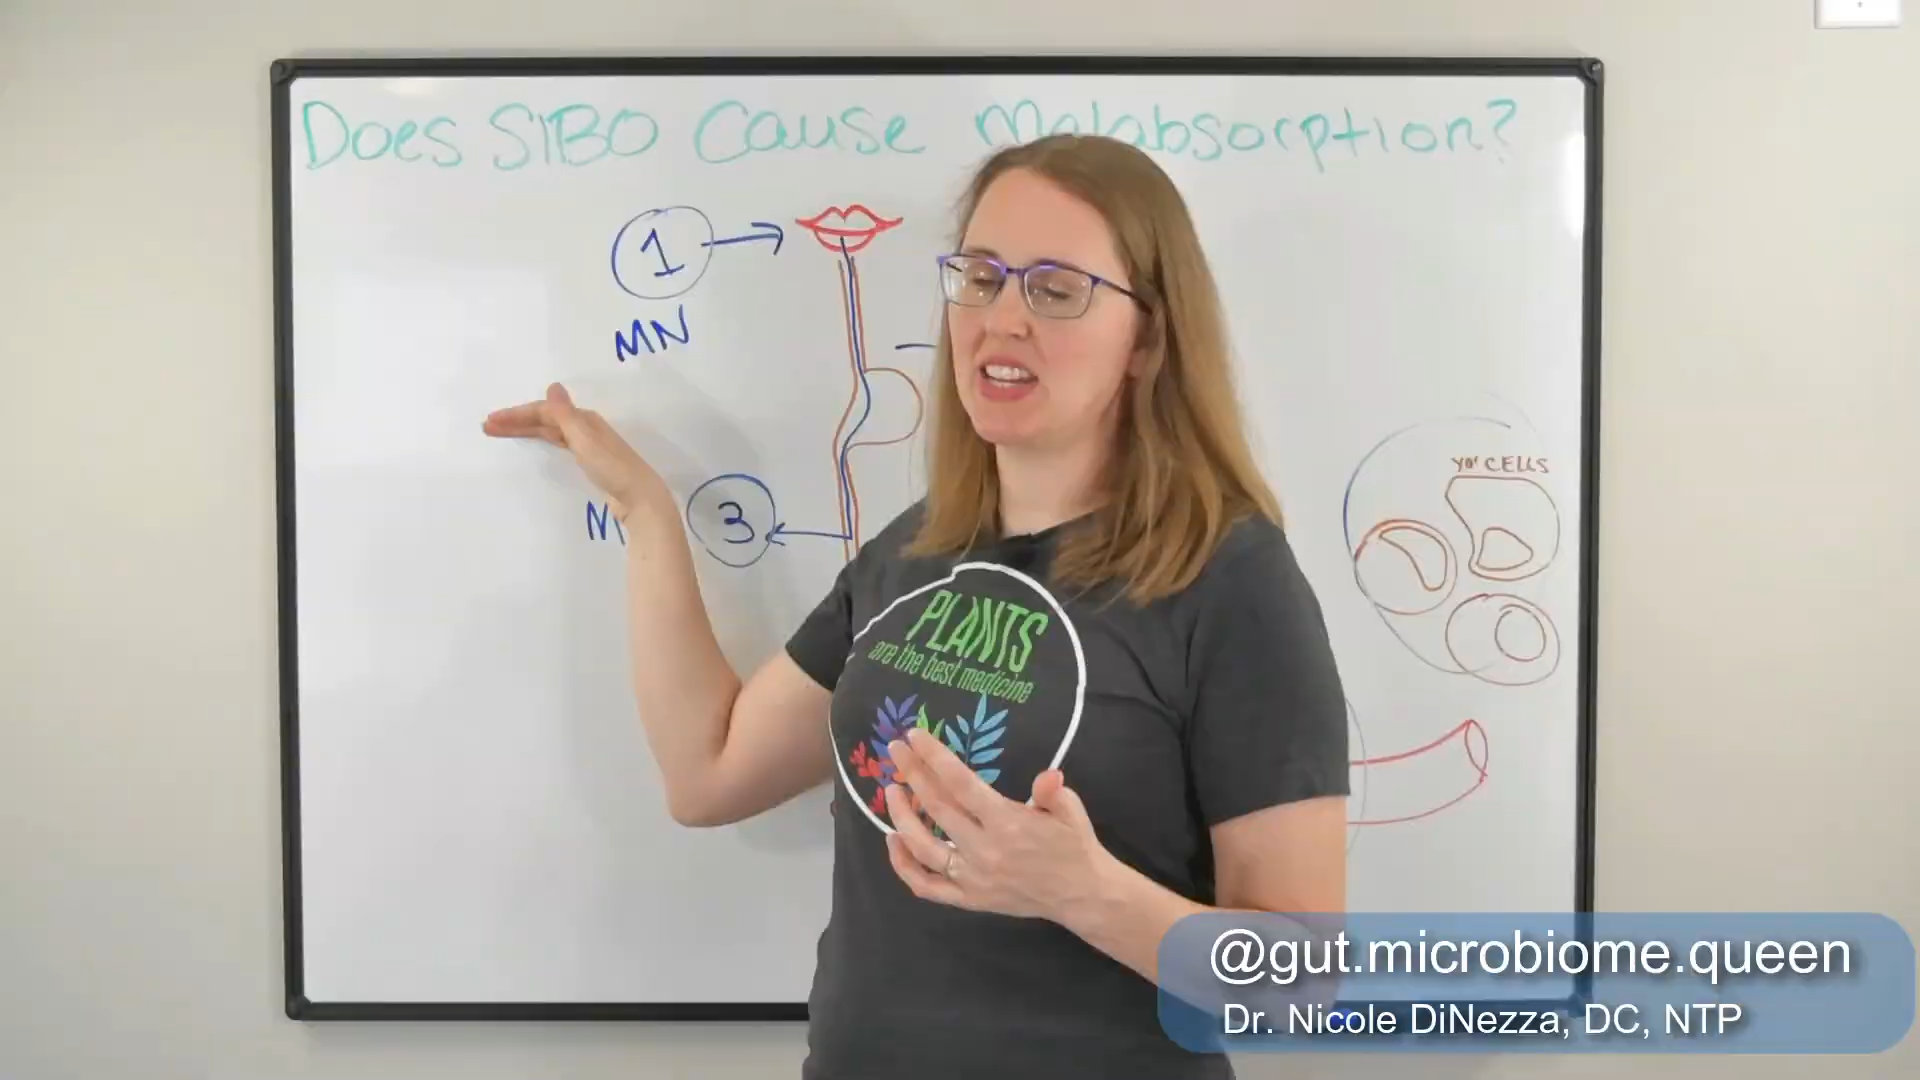 Does SIBO Cause Malabsorption?
1
MN
3
YO' CELLS
PLANTS
are the best medicine
@gut.microbiome.queen
Dr. Nicole DiNezza, DC, NTP